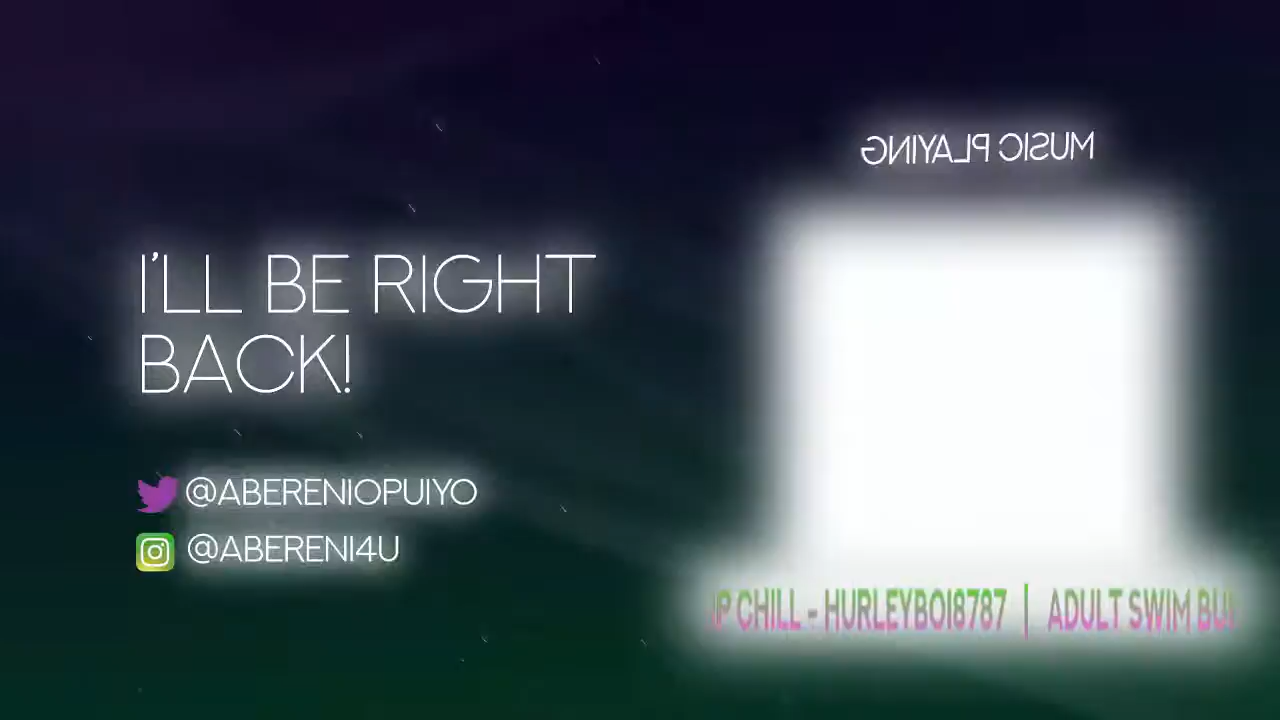 MUSIC PLAYING
I'LL BE RIGHT
BACK!
@ABERENIOPUIYO
@ABERENI4U
CHILL - HURLEYBOI8787 | ADULT SWIM